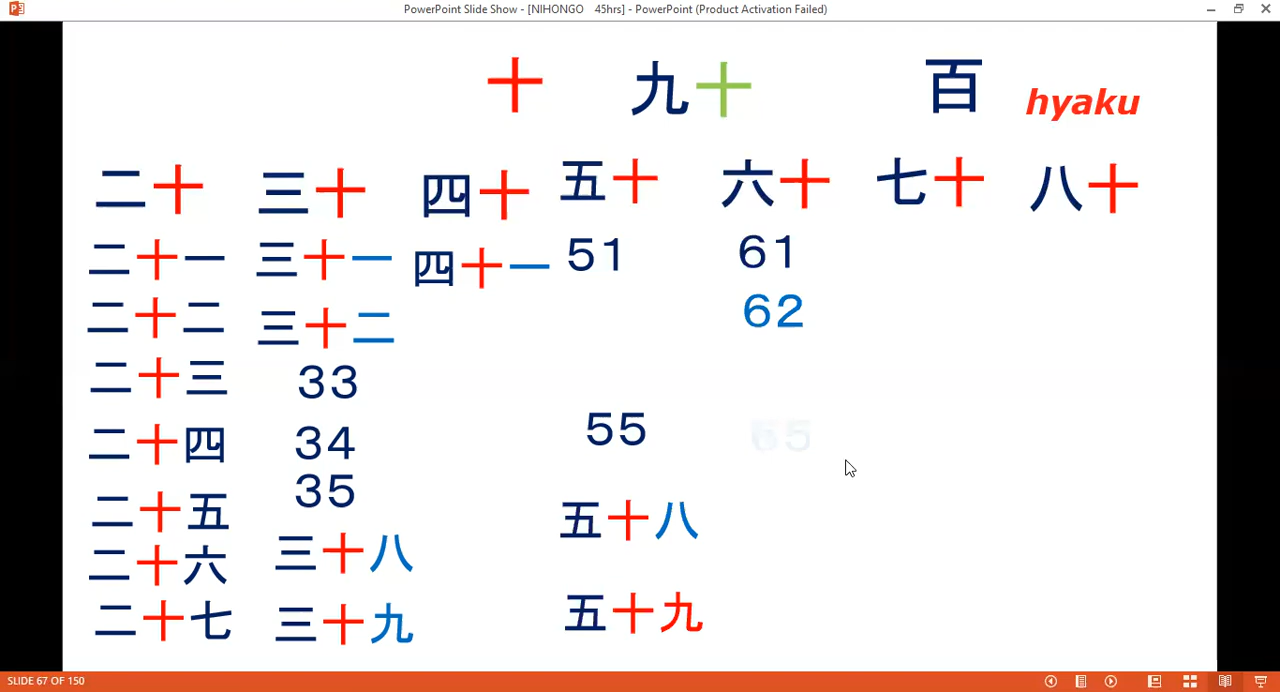 PowerPoint Slide Show - [NIHONGO 45hrs] - PowerPoint (Product Activation Failed)
十 九十 百 hyaku
二十 三十 四十 五十 六十 七十 八十
二十一 三十一 四十一 51 61
二十二 三十二 62
二十三 33
二十四 34 55 65
二十五 35
二十六 三十八 五十八
二十七 三十九 五十九
SLIDE 67 OF 150